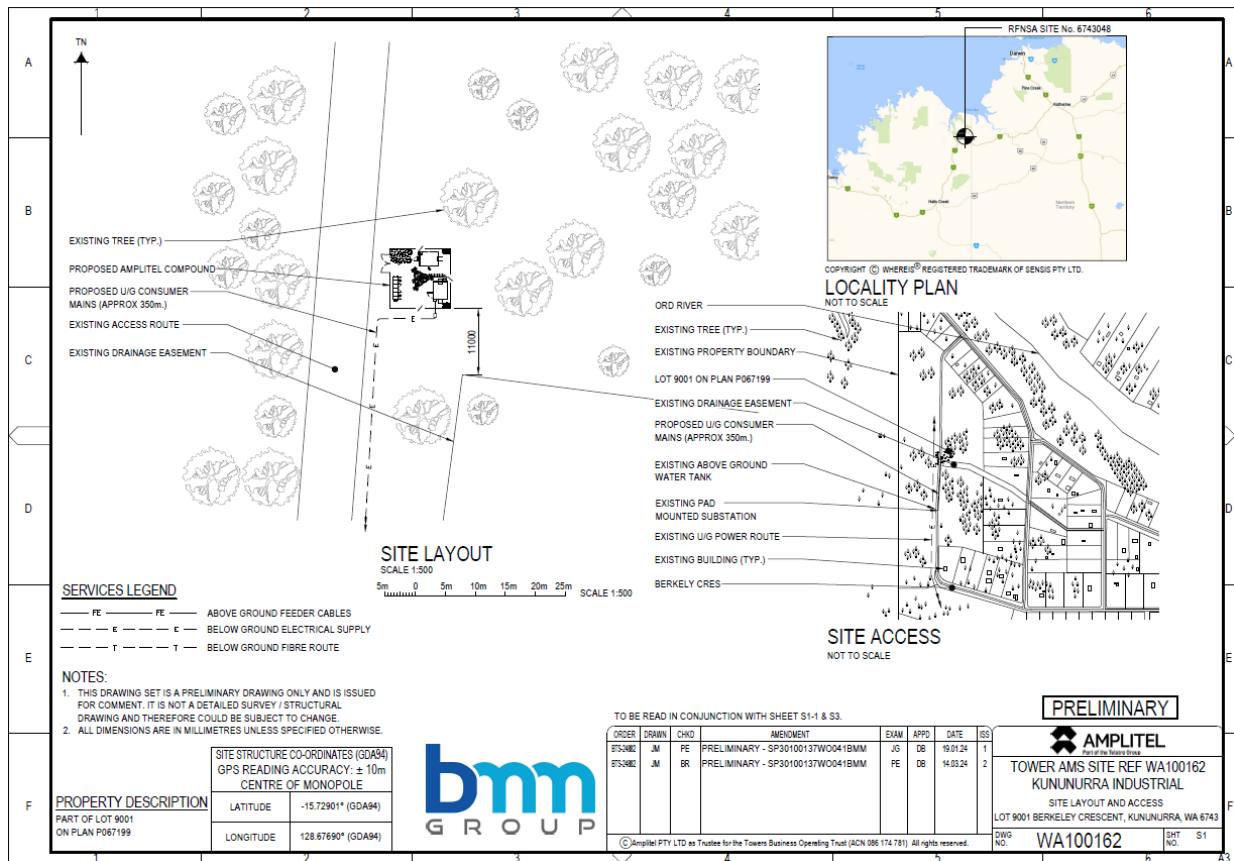 1
2
3
4
5
6
A
B
C
D
E
F
TN
EXISTING TREE (TYP.)
PROPOSED AMPLITEL COMPOUND
PROPOSED U/G CONSUMER
MAINS (APPROX 350m.)
EXISTING ACCESS ROUTE
EXISTING DRAINAGE EASEMENT
11000
E
E
E
E
E
SITE LAYOUT
SCALE 1:500
5m 0 5m 10m 15m 20m 25m SCALE 1:500
RFNSA SITE No. 6743048
Darwin
Pine Creek
Katherine
Halls Creek
Northern
Territory
COPYRIGHT © WHEREIS® REGISTERED TRADEMARK OF SENSIS PTY LTD.
LOCALITY PLAN
NOT TO SCALE
ORD RIVER
EXISTING TREE (TYP.)
EXISTING PROPERTY BOUNDARY
LOT 9001 ON PLAN P067199
EXISTING DRAINAGE EASEMENT
PROPOSED U/G CONSUMER
MAINS (APPROX 350m.)
EXISTING ABOVE GROUND
WATER TANK
EXISTING PAD
MOUNTED SUBSTATION
EXISTING U/G POWER ROUTE
EXISTING BUILDING (TYP.)
BERKELY CRES
SITE ACCESS
NOT TO SCALE
SERVICES LEGEND
FE FE ABOVE GROUND FEEDER CABLES
E E BELOW GROUND ELECTRICAL SUPPLY
T T BELOW GROUND FIBRE ROUTE
NOTES:
1. THIS DRAWING SET IS A PRELIMINARY DRAWING ONLY AND IS ISSUED
FOR COMMENT. IT IS NOT A DETAILED SURVEY / STRUCTURAL
DRAWING AND THEREFORE COULD BE SUBJECT TO CHANGE.
2. ALL DIMENSIONS ARE IN MILLIMETRES UNLESS SPECIFIED OTHERWISE.
PROPERTY DESCRIPTION
PART OF LOT 9001
ON PLAN P067199
SITE STRUCTURE CO-ORDINATES (GDA94)
GPS READING ACCURACY: ± 10m
CENTRE OF MONOPOLE
LATITUDE -15.72901° (GDA94)
LONGITUDE 128.67690° (GDA94)
bmm
GROUP
TO BE READ IN CONJUNCTION WITH SHEET S1-1 & S3.
ORDER DRAWN CHKD AMENDMENT EXAM APPD DATE ISS
BTS-24882 JM PE PRELIMINARY - SP30100137WO041BMM JG DB 19.01.24 1
BTS-24882 JM BR PRELIMINARY - SP30100137WO041BMM PE DB 14.03.24 2
© Amplitel PTY LTD as Trustee for the Towers Business Operating Trust (ACN 086 174 781) All rights reserved.
PRELIMINARY
AMPLITEL
Part of the Telstra Group
TOWER AMS SITE REF WA100162
KUNUNURRA INDUSTRIAL
SITE LAYOUT AND ACCESS
LOT 9001 BERKELEY CRESCENT, KUNUNURRA, WA 6743
DWG
NO. WA100162
SHT
NO. S1
A
B
C
D
E
F
1
2
3
4
5
6
A3